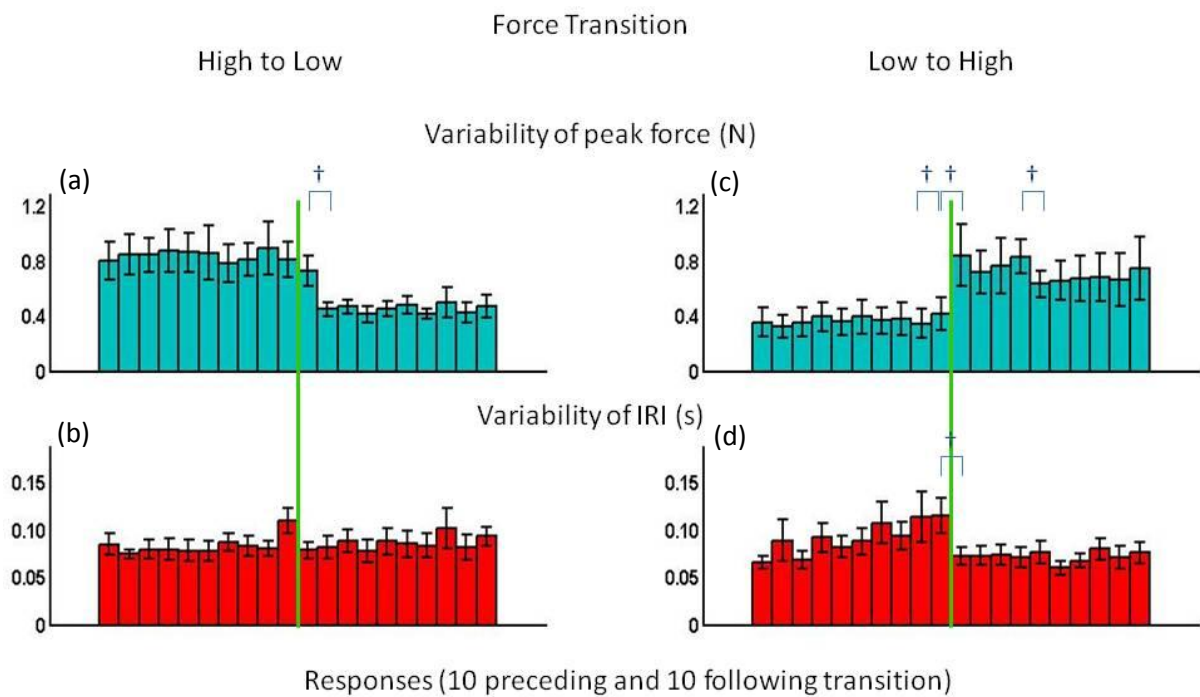 Force Transition
High to Low
Low to High
Variability of peak force (N)
(a)
†
1.2
0.8
0.4
0
(c)
† † †
1.2
0.8
0.4
0
Variability of IRI (s)
(b)
0.15
0.10
0.05
0
(d)
†
0.15
0.10
0.05
0
Responses (10 preceding and 10 following transition)